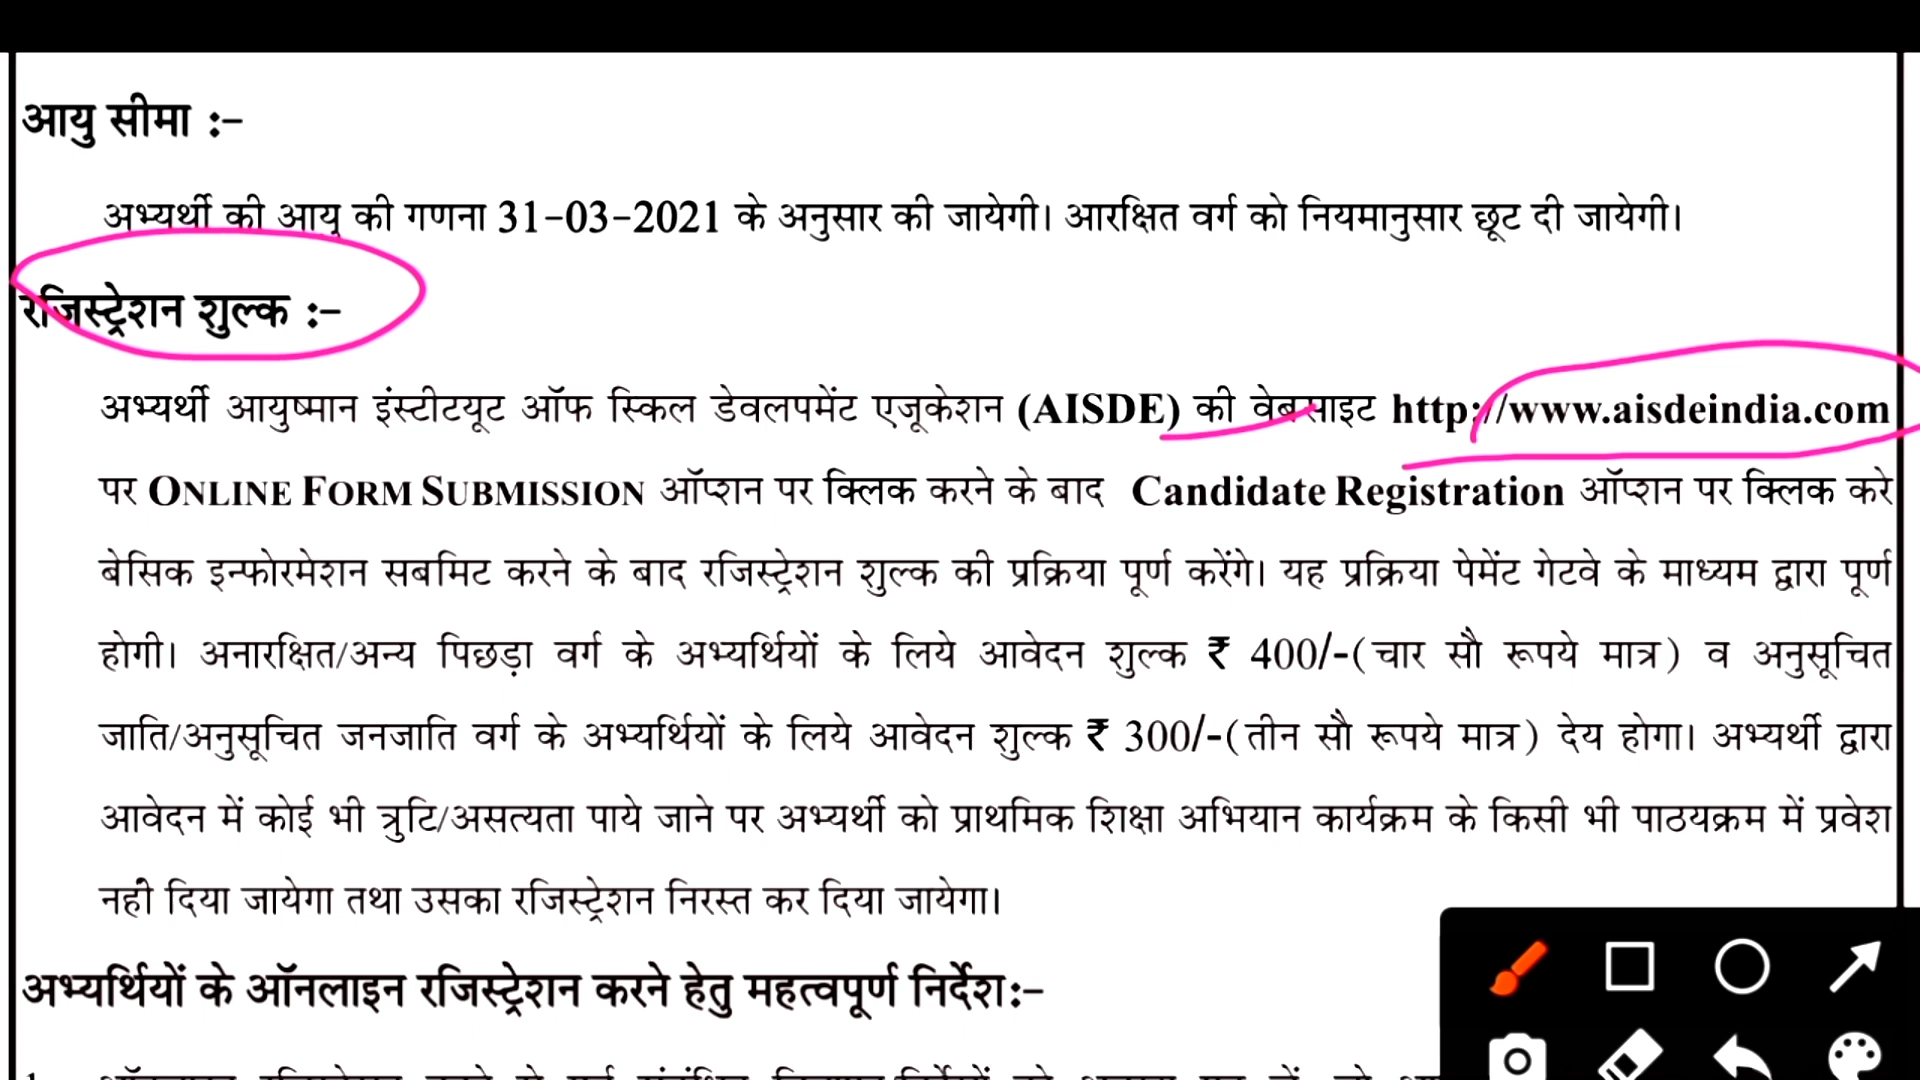 आयु सीमा :-
अभ्यर्थी की आयु की गणना 31-03-2021 के अनुसार की जायेगी। आरक्षित वर्ग को नियमानुसार छूट दी जायेगी।
रजिस्ट्रेशन शुल्क :-
अभ्यर्थी आयुष्मान इंस्टीटयूट ऑफ स्किल डेवलपमेंट एजूकेशन (AISDE) की वेबसाइट http://www.aisdeindia.com
पर ONLINE FORM SUBMISSION ऑप्शन पर क्लिक करने के बाद Candidate Registration ऑप्शन पर क्लिक करे
बेसिक इन्फोरमेशन सबमिट करने के बाद रजिस्ट्रेशन शुल्क की प्रक्रिया पूर्ण करेंगे। यह प्रक्रिया पेमेंट गेटवे के माध्यम द्वारा पूर्ण
होगी। अनारक्षित/अन्य पिछड़ा वर्ग के अभ्यर्थियों के लिये आवेदन शुल्क ₹ 400/-(चार सौ रूपये मात्र) व अनुसूचित
जाति/अनुसूचित जनजाति वर्ग के अभ्यर्थियों के लिये आवेदन शुल्क ₹ 300/-(तीन सौ रूपये मात्र) देय होगा। अभ्यर्थी द्वारा
आवेदन में कोई भी त्रुटि/असत्यता पाये जाने पर अभ्यर्थी को प्राथमिक शिक्षा अभियान कार्यक्रम के किसी भी पाठयक्रम में प्रवेश
नही दिया जायेगा तथा उसका रजिस्ट्रेशन निरस्त कर दिया जायेगा।
अभ्यर्थियों के ऑनलाइन रजिस्ट्रेशन करने हेतु महत्वपूर्ण निर्देश:-